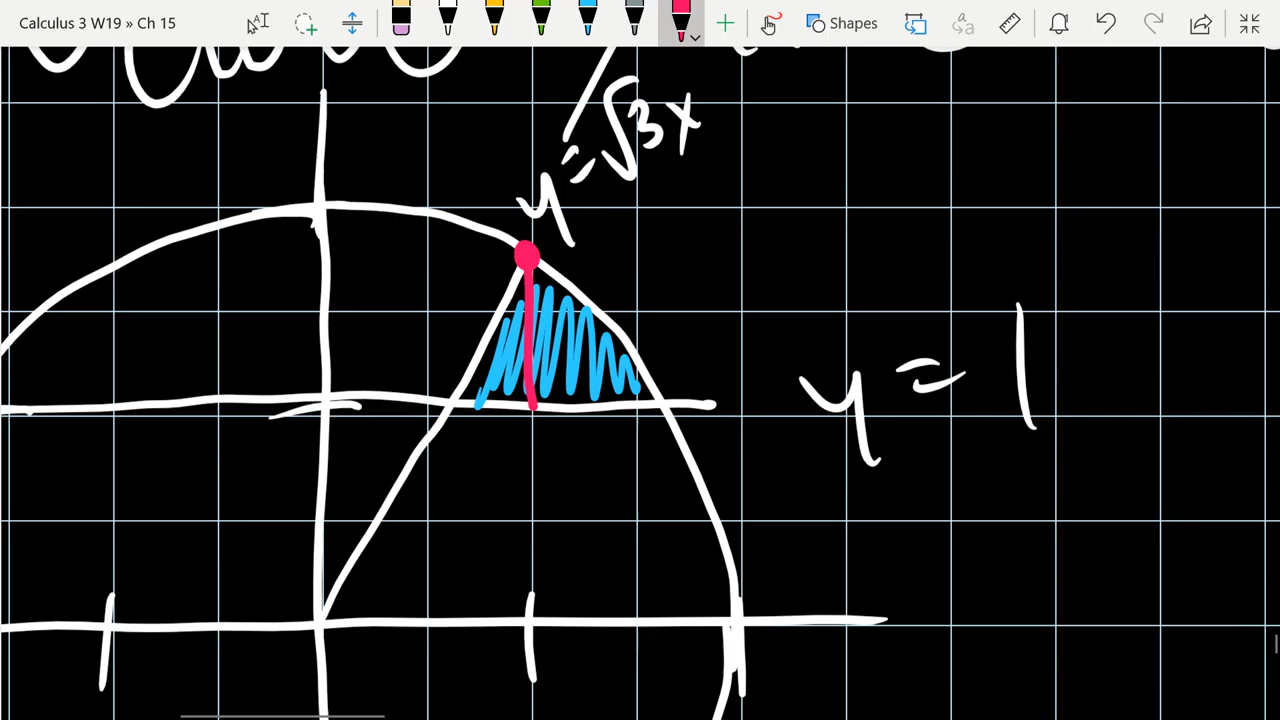 Calculus 3 W19 » Ch 15
Shapes
y = √3x
y = 1